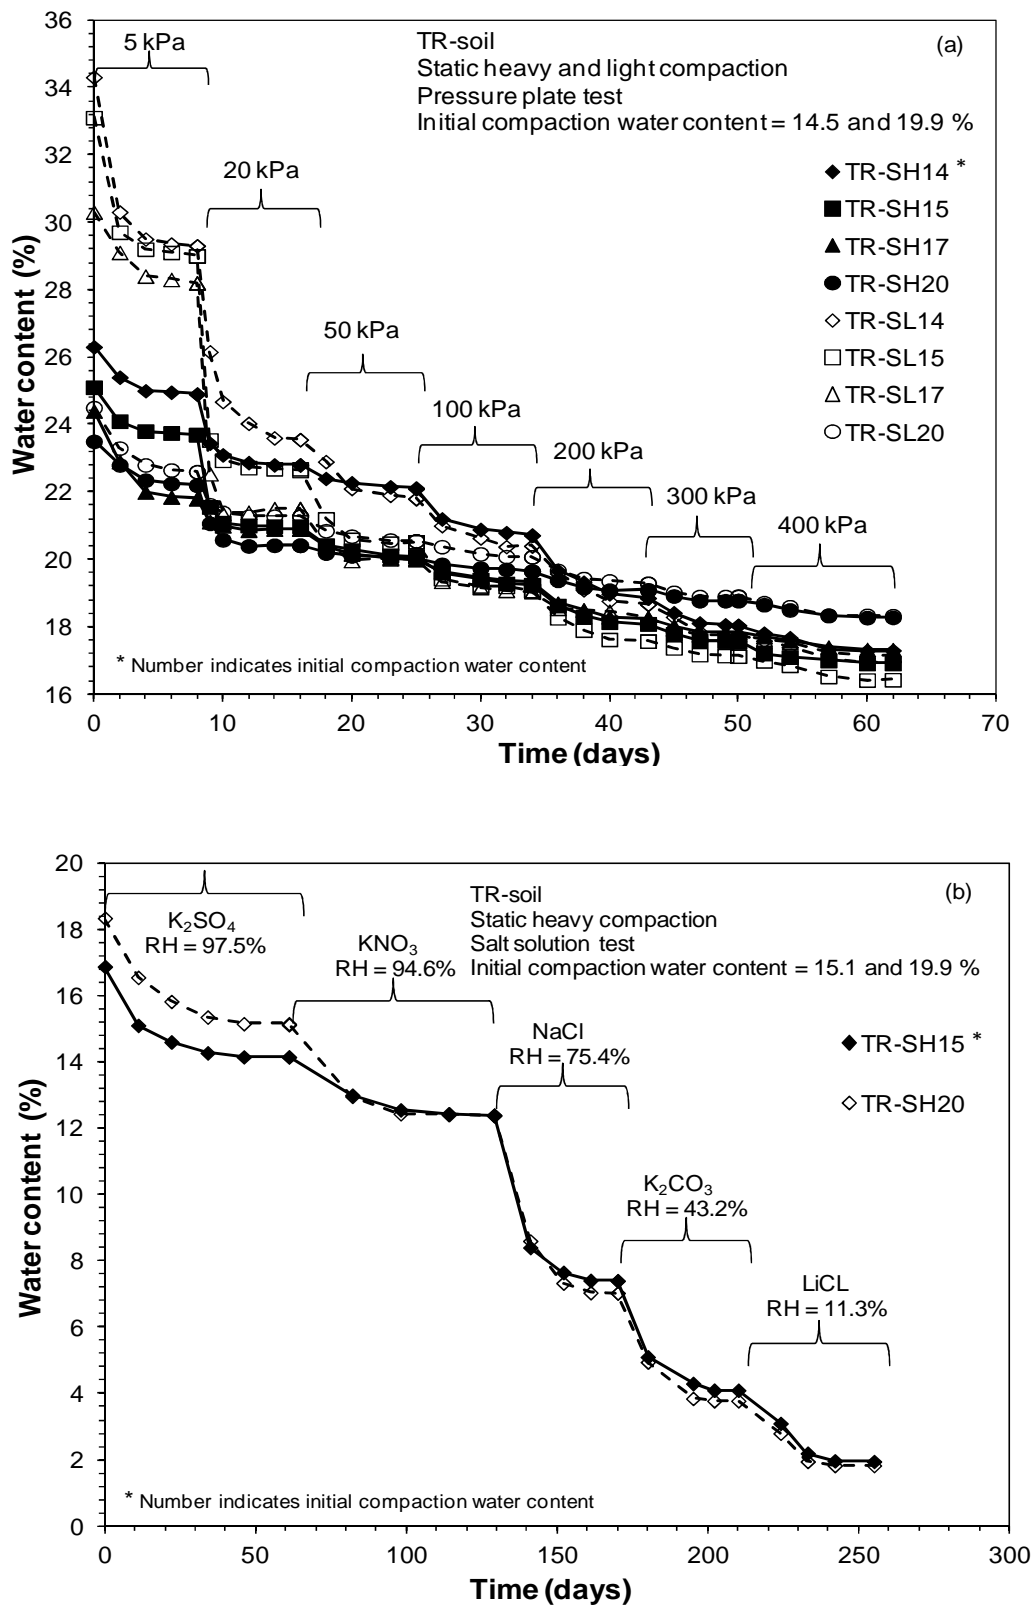 36
34
32
30
28
26
24
22
20
18
16
Water content (%)
5 kPa
20 kPa
50 kPa
100 kPa
200 kPa
300 kPa
400 kPa
TR-soil
(a)
Static heavy and light compaction
Pressure plate test
Initial compaction water content = 14.5 and 19.9 %
TR-SH14 *
TR-SH15
TR-SH17
TR-SH20
TR-SL14
TR-SL15
TR-SL17
TR-SL20
* Number indicates initial compaction water content
0 10 20 30 40 50 60 70
Time (days)
20
18
16
14
12
10
8
6
4
2
0
Water content (%)
K₂SO₄
RH = 97.5%
KNO₃
RH = 94.6%
NaCl
RH = 75.4%
K₂CO₃
RH = 43.2%
LiCL
RH = 11.3%
TR-soil
(b)
Static heavy compaction
Salt solution test
Initial compaction water content = 15.1 and 19.9 %
TR-SH15 *
TR-SH20
* Number indicates initial compaction water content
0 50 100 150 200 250 300
Time (days)